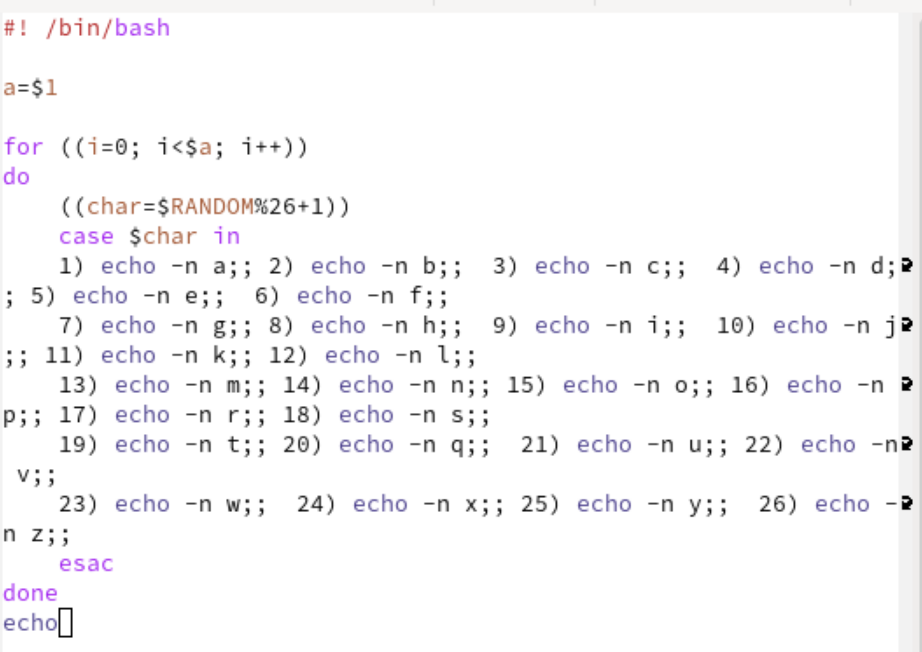 #! /bin/bash

a=$1

for ((i=0; i<$a; i++))
do
    ((char=$RANDOM%26+1))
    case $char in
    1) echo -n a;; 2) echo -n b;;  3) echo -n c;;  4) echo -n d;
; 5) echo -n e;;  6) echo -n f;;
    7) echo -n g;; 8) echo -n h;;  9) echo -n i;;  10) echo -n j
;; 11) echo -n k;; 12) echo -n l;;
    13) echo -n m;; 14) echo -n n;; 15) echo -n o;; 16) echo -n
p;; 17) echo -n r;; 18) echo -n s;;
    19) echo -n t;; 20) echo -n q;;  21) echo -n u;; 22) echo -n
 v;;
    23) echo -n w;;  24) echo -n x;; 25) echo -n y;;  26) echo -
n z;;
    esac
done
echo